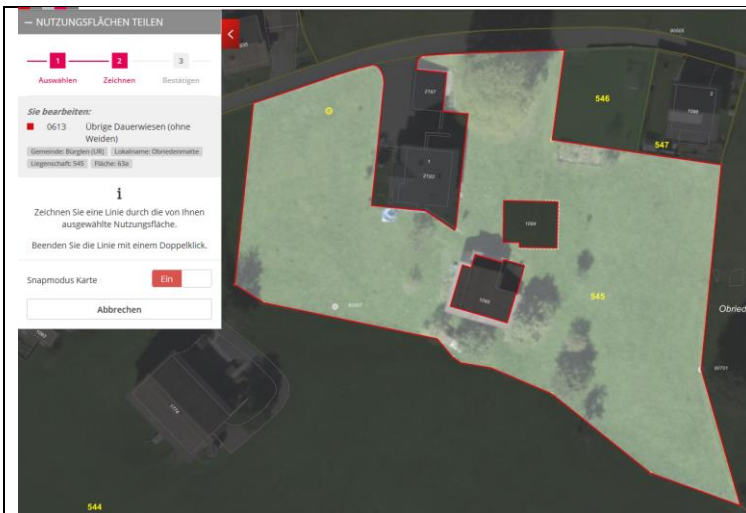 — NUTZUNGSFLÄCHEN TEILEN
1
2
3
Auswählen
Zeichnen
Bestätigen
Sie bearbeiten:
0613 Übrige Dauerwiesen (ohne
Weiden)
Gemeinde: Bürglen (UR) Lokalname: Obriedenmatte
Liegenschaft: 545 Fläche: 63a
i
Zeichnen Sie eine Linie durch die von Ihnen
ausgewählte Nutzungsfläche.
Beenden Sie die Linie mit einem Doppelklick.
Snapmodus Karte Ein
Abbrechen
546
547
545
Obried
544